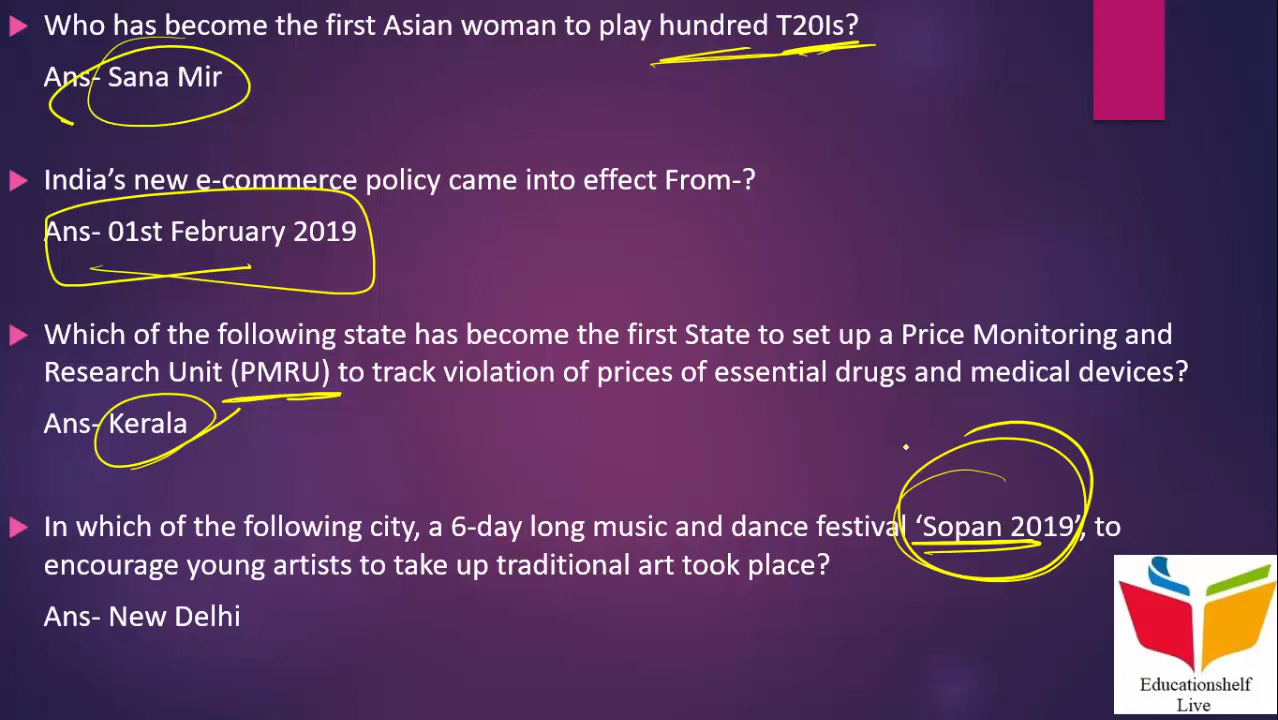 Who has become the first Asian woman to play hundred T20Is?
Ans- Sana Mir
India’s new e-commerce policy came into effect From-?
Ans- 01st February 2019
Which of the following state has become the first State to set up a Price Monitoring and
Research Unit (PMRU) to track violation of prices of essential drugs and medical devices?
Ans- Kerala
In which of the following city, a 6-day long music and dance festival ‘Sopan 2019’, to
encourage young artists to take up traditional art took place?
Ans- New Delhi
Educationshelf
Live